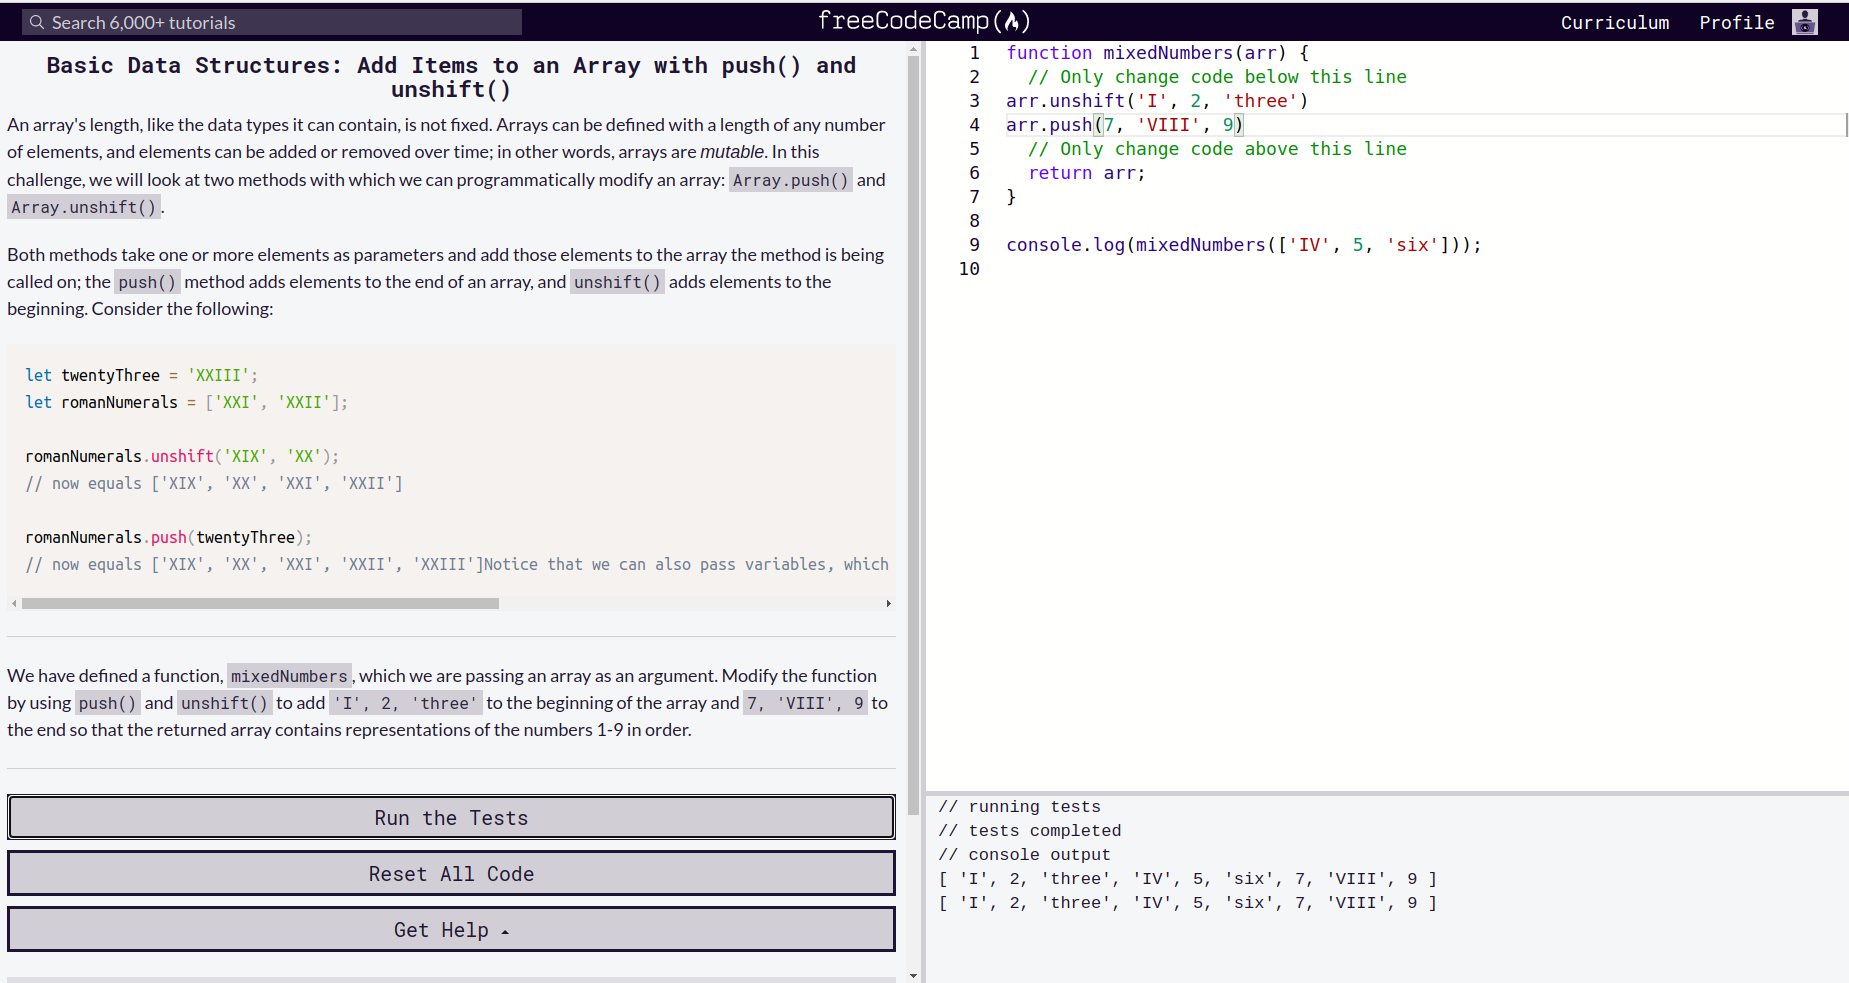 Search 6,000+ tutorials
freeCodeCamp
Curriculum
Profile
Basic Data Structures: Add Items to an Array with push() and
unshift()
An array's length, like the data types it can contain, is not fixed. Arrays can be defined with a length of any number
of elements, and elements can be added or removed over time; in other words, arrays are mutable. In this
challenge, we will look at two methods with which we can programmatically modify an array: Array.push() and
Array.unshift().
Both methods take one or more elements as parameters and add those elements to the array the method is being
called on; the push() method adds elements to the end of an array, and unshift() adds elements to the
beginning. Consider the following:
let twentyThree = 'XXIII';
let romanNumerals = ['XXI', 'XXII'];
romanNumerals.unshift('XIX', 'XX');
// now equals ['XIX', 'XX', 'XXI', 'XXII']
romanNumerals.push(twentyThree);
// now equals ['XIX', 'XX', 'XXI', 'XXII', 'XXIII']Notice that we can also pass variables, which
We have defined a function, mixedNumbers, which we are passing an array as an argument. Modify the function
by using push() and unshift() to add 'I', 2, 'three' to the beginning of the array and 7, 'VIII', 9 to
the end so that the returned array contains representations of the numbers 1-9 in order.
Run the Tests
Reset All Code
Get Help
1 function mixedNumbers(arr) {
2 // Only change code below this line
3 arr.unshift('I', 2, 'three')
4 arr.push(7, 'VIII', 9)
5 // Only change code above this line
6 return arr;
7 }
8
9 console.log(mixedNumbers(['IV', 5, 'six']));
10
// running tests
// tests completed
// console output
[ 'I', 2, 'three', 'IV', 5, 'six', 7, 'VIII', 9 ]
[ 'I', 2, 'three', 'IV', 5, 'six', 7, 'VIII', 9 ]